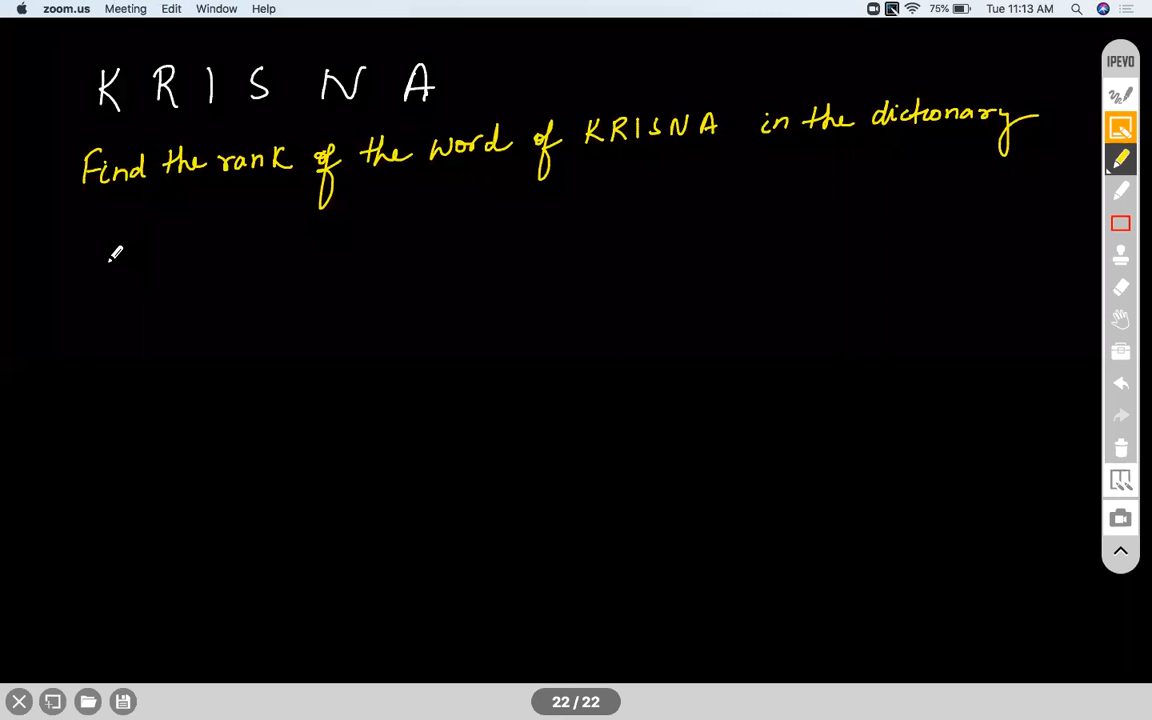 zoom.us Meeting Edit Window Help 75% Tue 11:13 AM
IPEVO
K R I S N A
Find the rank of the word of KRISNA in the dictionary
22 / 22